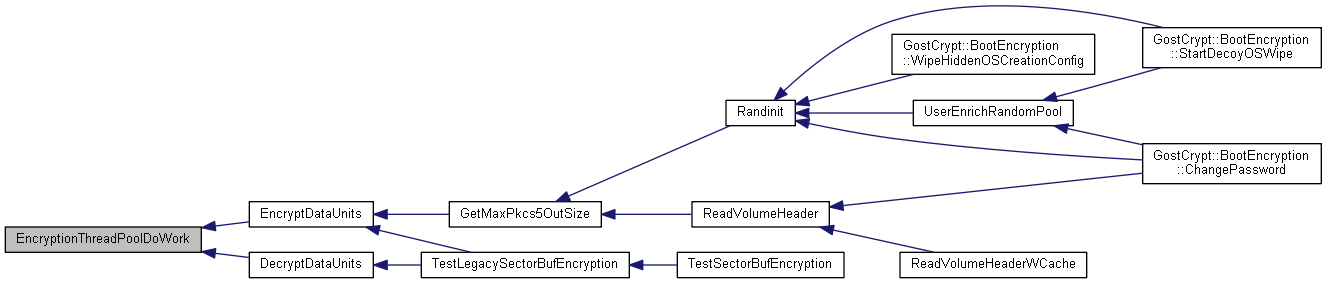 GostCrypt::BootEncryption
::StartDecoyOSWipe
GostCrypt::BootEncryption
::WipeHiddenOSCreationConfig
Randinit
UserEnrichRandomPool
GostCrypt::BootEncryption
::ChangePassword
EncryptDataUnits
GetMaxPkcs5OutSize
ReadVolumeHeader
EncryptionThreadPoolDoWork
DecryptDataUnits
TestLegacySectorBufEncryption
TestSectorBufEncryption
ReadVolumeHeaderWCache